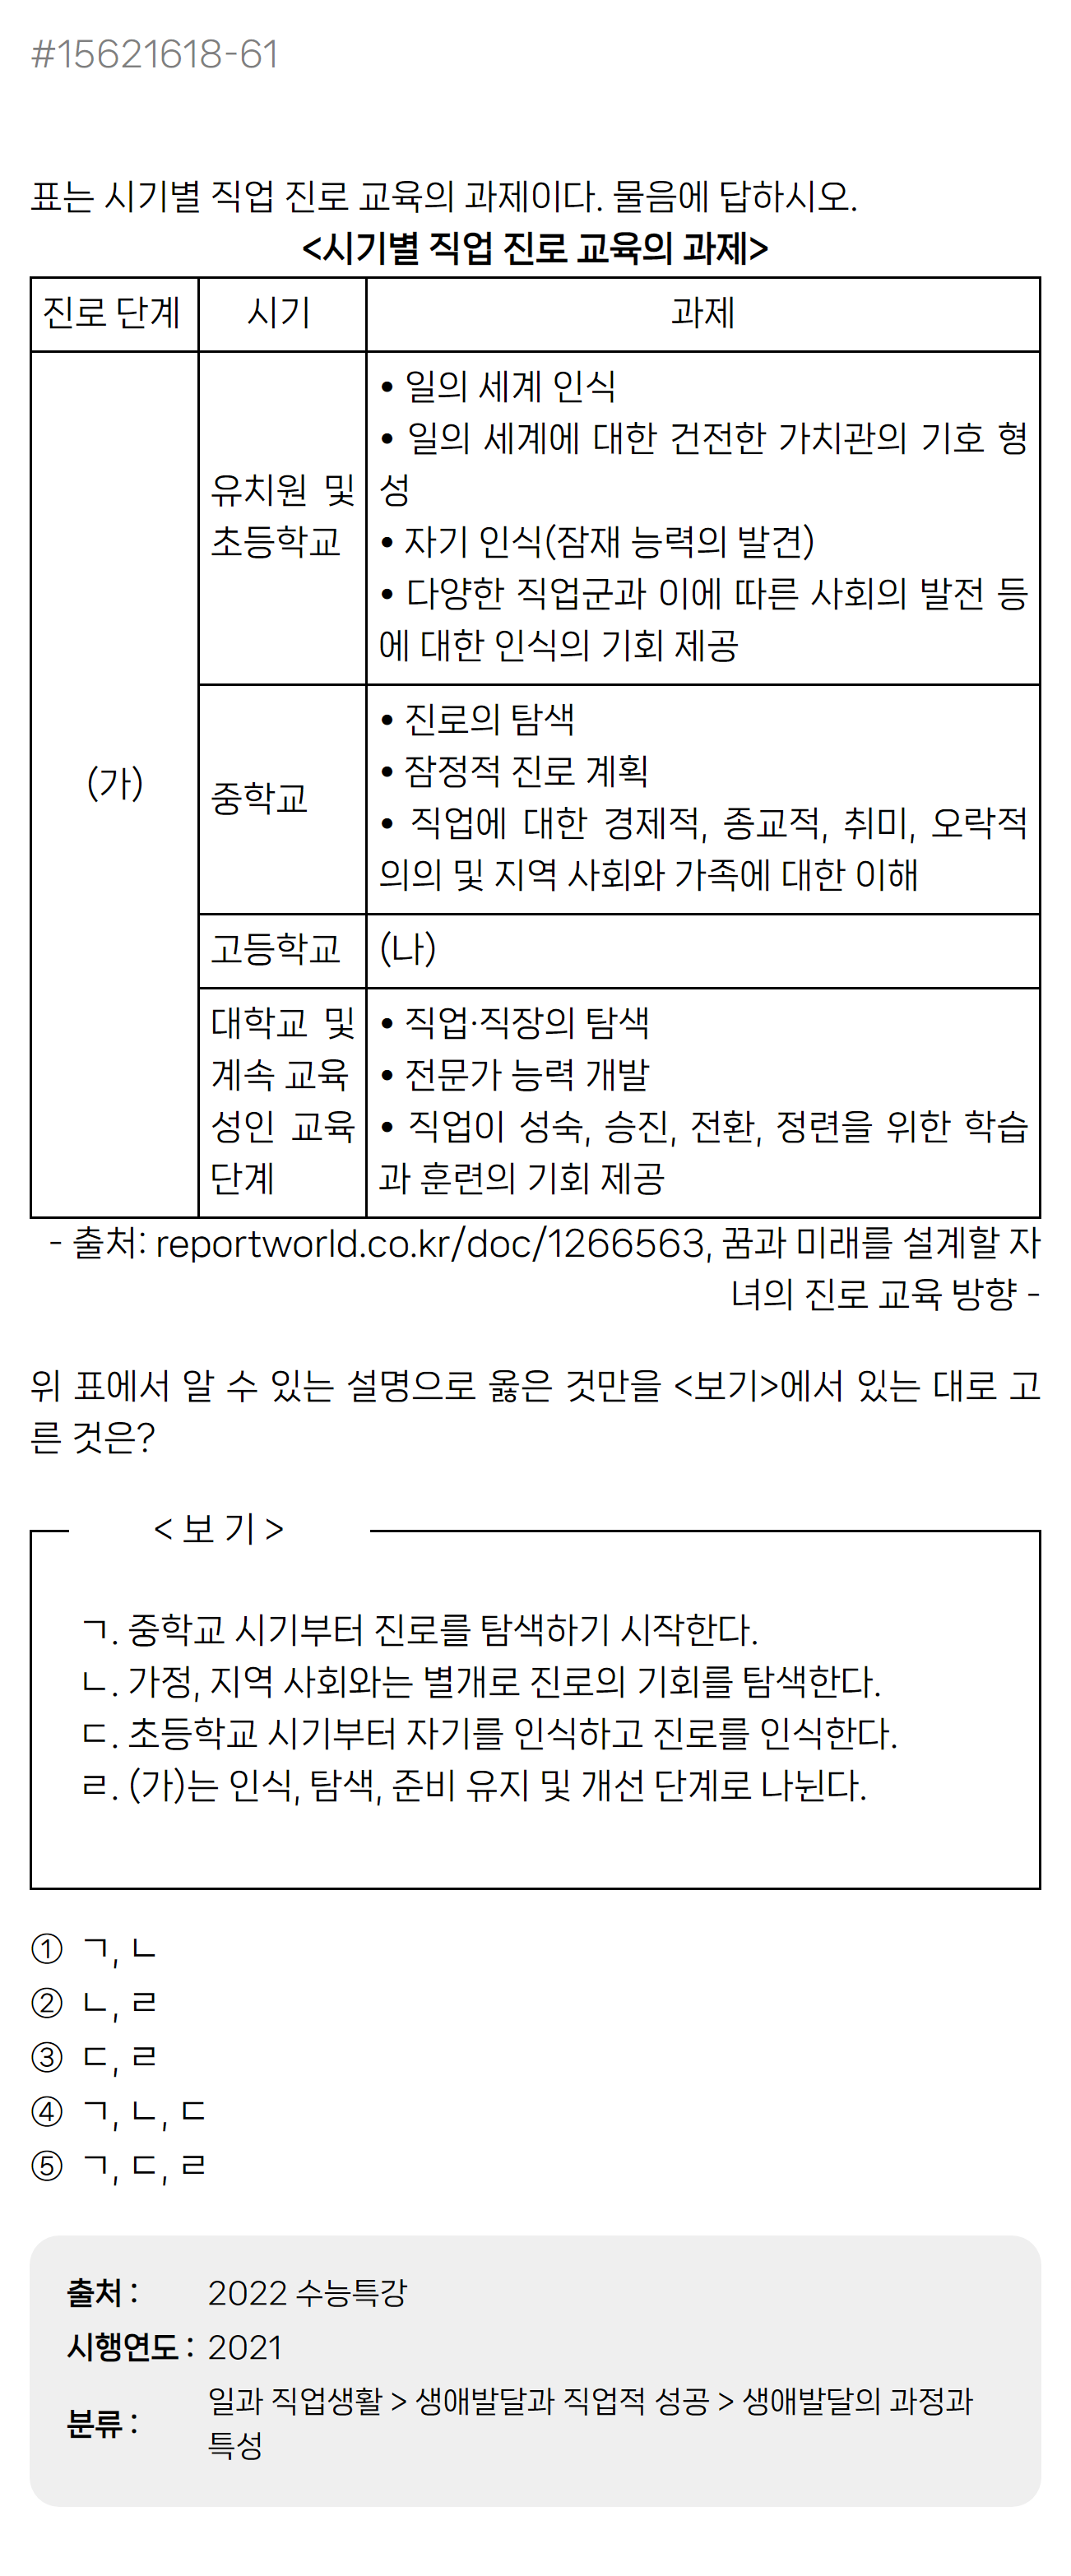 #15621618-61
표는 시기별 직업 진로 교육의 과제이다. 물음에 답하시오.
<시기별 직업 진로 교육의 과제>
진로 단계 시기 과제
(가)
유치원 및
초등학교
• 일의 세계 인식
• 일의 세계에 대한 건전한 가치관의 기호 형
성
• 자기 인식(잠재 능력의 발견)
• 다양한 직업군과 이에 따른 사회의 발전 등
에 대한 인식의 기회 제공
중학교
• 진로의 탐색
• 잠정적 진로 계획
• 직업에 대한 경제적, 종교적, 취미, 오락적
의의 및 지역 사회와 가족에 대한 이해
고등학교 (나)
대학교 및
계속 교육
성인 교육
단계
• 직업·직장의 탐색
• 전문가 능력 개발
• 직업이 성숙, 승진, 전환, 정련을 위한 학습
과 훈련의 기회 제공
- 출처: reportworld.co.kr/doc/1266563, 꿈과 미래를 설계할 자
녀의 진로 교육 방향 -
위 표에서 알 수 있는 설명으로 옳은 것만을 <보기>에서 있는 대로 고
른 것은?
< 보 기 >
ㄱ. 중학교 시기부터 진로를 탐색하기 시작한다.
ㄴ. 가정, 지역 사회와는 별개로 진로의 기회를 탐색한다.
ㄷ. 초등학교 시기부터 자기를 인식하고 진로를 인식한다.
ㄹ. (가)는 인식, 탐색, 준비 유지 및 개선 단계로 나뉜다.
① ㄱ, ㄴ
② ㄴ, ㄹ
③ ㄷ, ㄹ
④ ㄱ, ㄴ, ㄷ
⑤ ㄱ, ㄷ, ㄹ
출처 : 2022 수능특강
시행연도 : 2021
분류 : 일과 직업생활 > 생애발달과 직업적 성공 > 생애발달의 과정과
특성